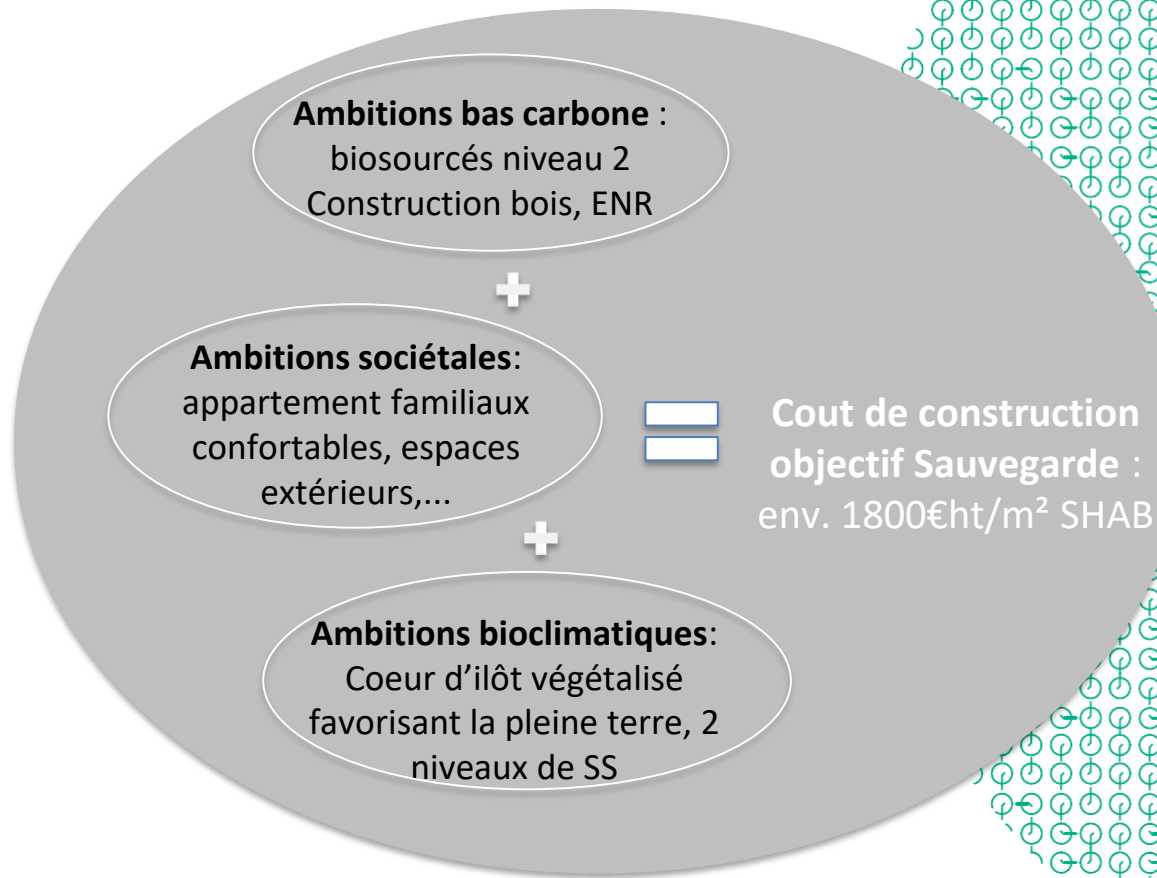 Ambitions bas carbone :
biosourcés niveau 2
Construction bois, ENR
Ambitions sociétales:
appartement familiaux
confortables, espaces
extérieurs,...
Cout de construction
objectif Sauvegarde :
env. 1800€ht/m² SHAB
Ambitions bioclimatiques:
Coeur d’ilôt végétalisé
favorisant la pleine terre, 2
niveaux de SS